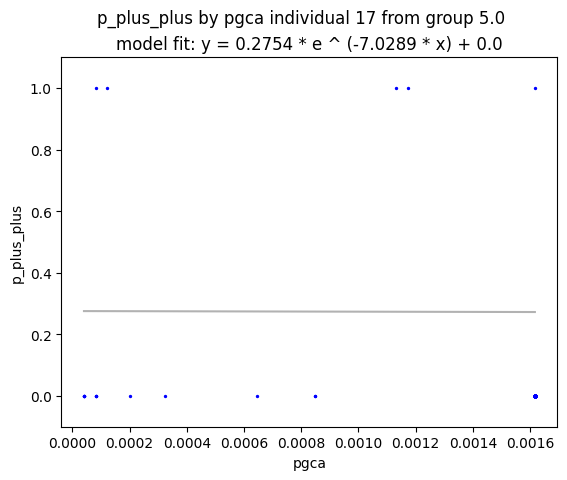 p_plus_plus by pgca individual 17 from group 5.0
model fit: y = 0.2754 * e ^ (-7.0289 * x) + 0.0
1.0
0.8
0.6
0.4
0.2
0.0
p_plus_plus
0.0000 0.0002 0.0004 0.0006 0.0008 0.0010 0.0012 0.0014 0.0016
pgca